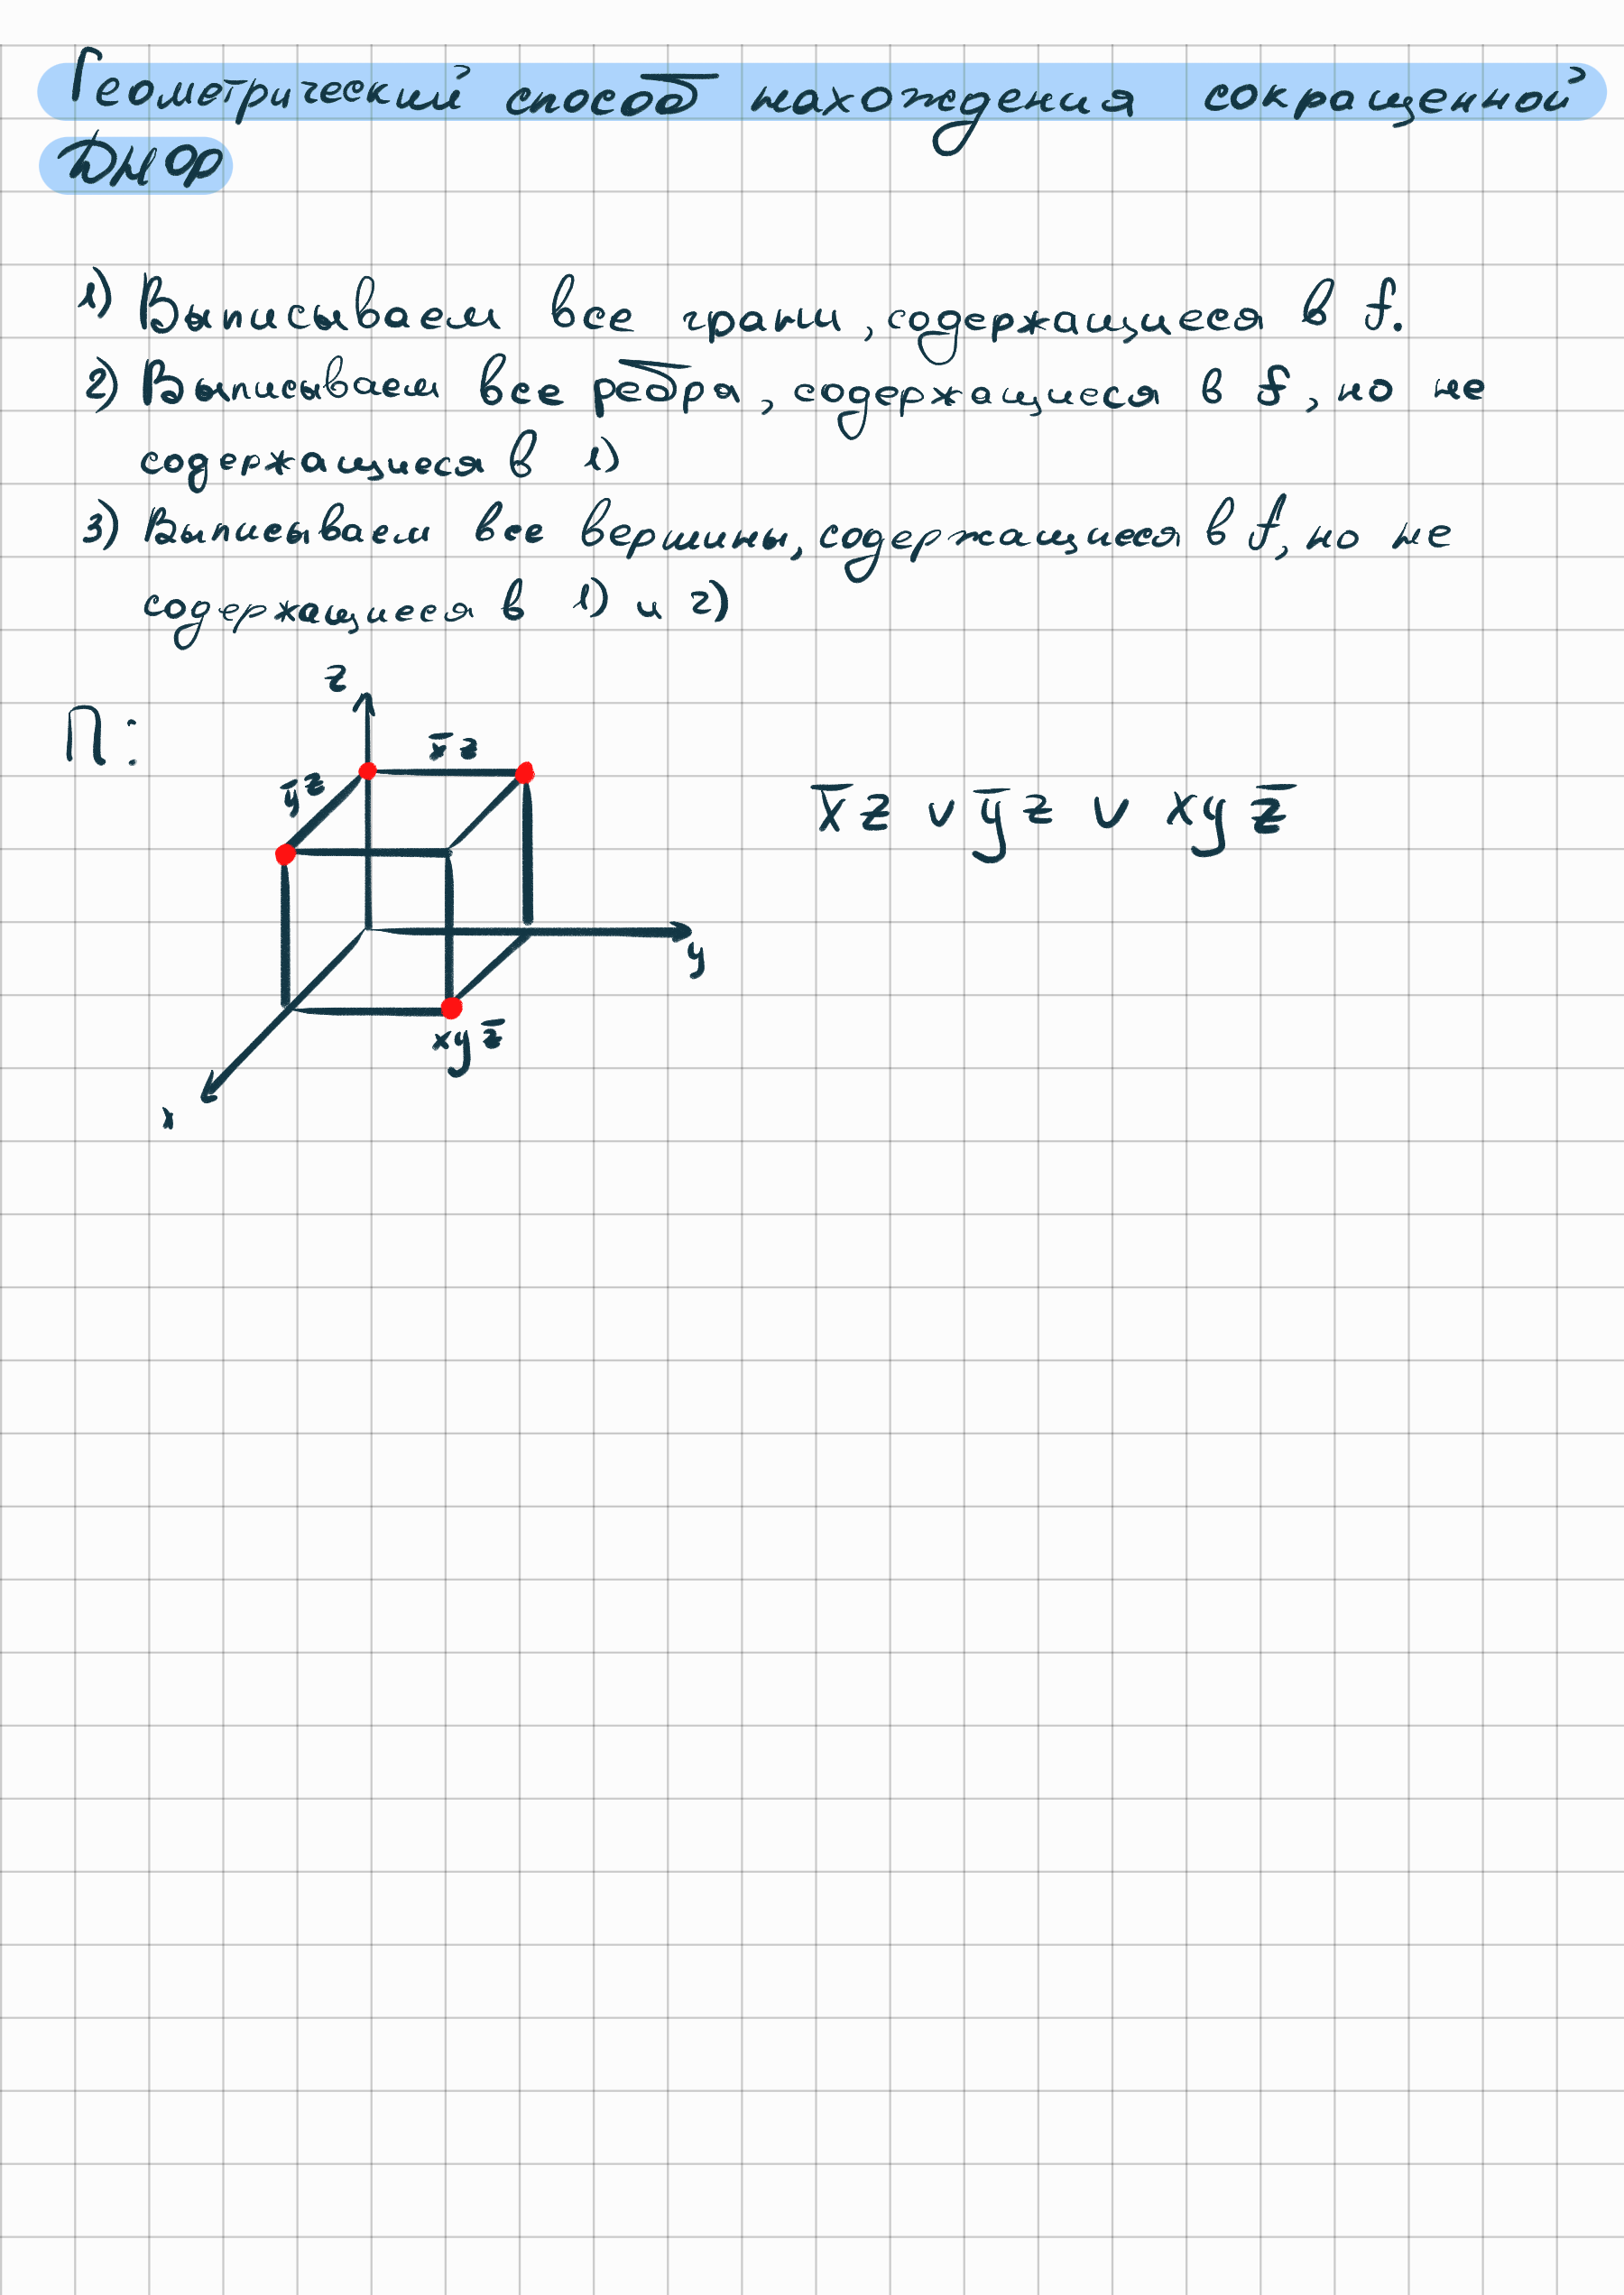 Геометрический способ нахождения сокращенной
ДНФ
1) Выписываем все грани, содержащиеся в f.
2) Выписываем все ребра, содержащиеся в f, но не
содержащиеся в 1)
3) Выписываем все вершины, содержащиеся в f, но не
содержащиеся в 1) и 2)
П:
z
x̄z
ȳz
x̄z ∨ ȳz ∨ xyz̄
y
xyz̄
x